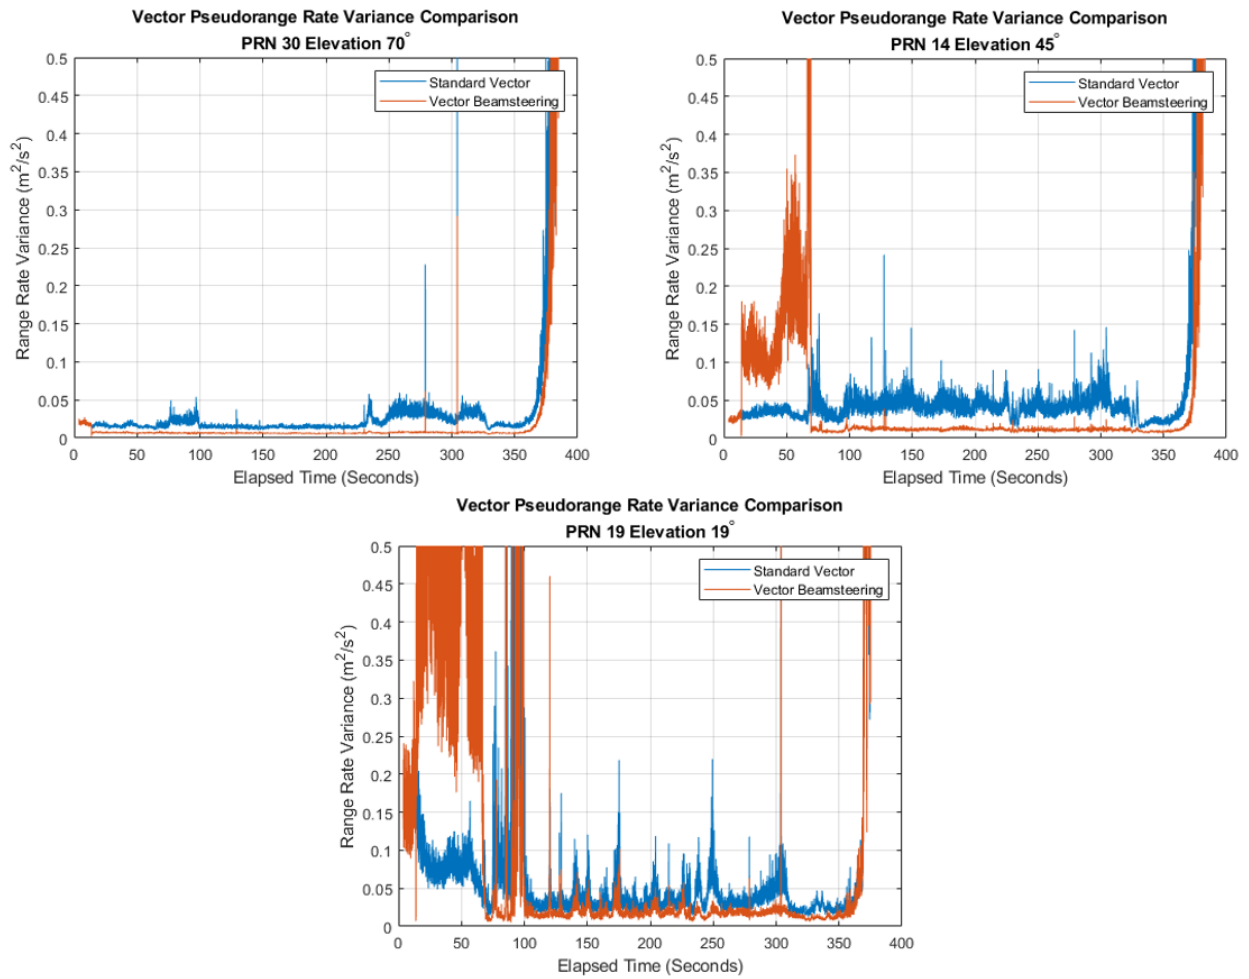 Vector Pseudorange Rate Variance Comparison
PRN 30 Elevation 70°
0.5
0.45
0.4
0.35
0.3
0.25
0.2
0.15
0.1
0.05
0
Range Rate Variance (m²/s²)
Standard Vector
Vector Beamsteering
0 50 100 150 200 250 300 350 400
Elapsed Time (Seconds)
Vector Pseudorange Rate Variance Comparison
PRN 14 Elevation 45°
0.5
0.45
0.4
0.35
0.3
0.25
0.2
0.15
0.1
0.05
0
Range Rate Variance (m²/s²)
Standard Vector
Vector Beamsteering
0 50 100 150 200 250 300 350 400
Elapsed Time (Seconds)
Vector Pseudorange Rate Variance Comparison
PRN 19 Elevation 19°
0.5
0.45
0.4
0.35
0.3
0.25
0.2
0.15
0.1
0.05
0
Range Rate Variance (m²/s²)
Standard Vector
Vector Beamsteering
0 50 100 150 200 250 300 350 400
Elapsed Time (Seconds)